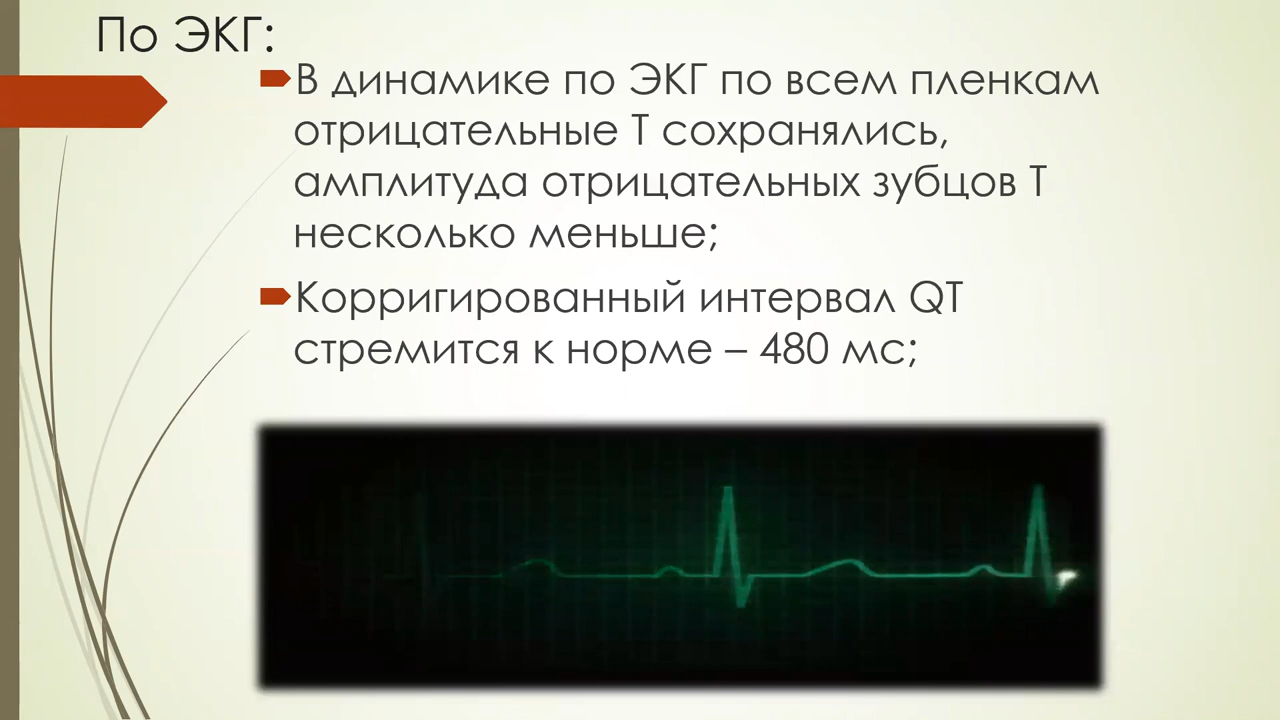 По ЭКГ:
В динамике по ЭКГ по всем пленкам
отрицательные Т сохранялись,
амплитуда отрицательных зубцов Т
несколько меньше;
Корригированный интервал QT
стремится к норме – 480 мс;